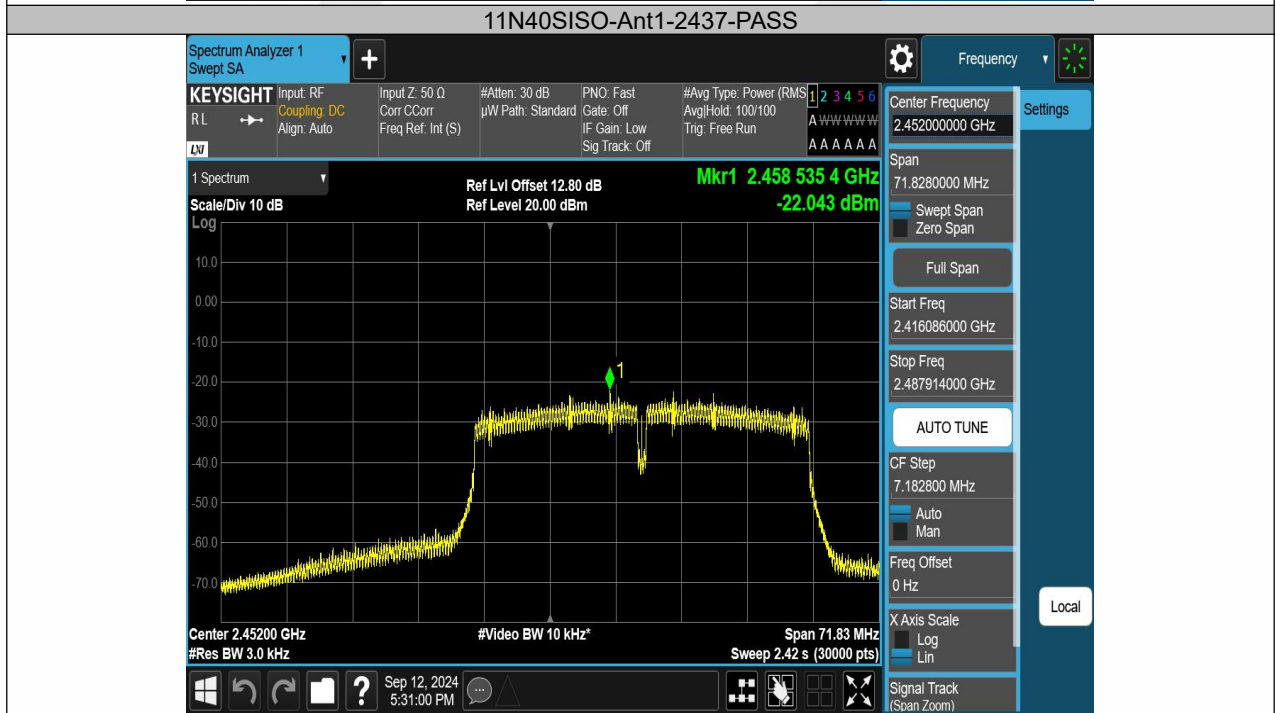 11N40SISO-Ant1-2437-PASS
Spectrum Analyzer 1
Swept SA
Frequency
KEYSIGHT
RL
LXI
Input: RF
Coupling: DC
Align: Auto
Input Z: 50 Ω
Corr CCorr
Freq Ref: Int (S)
#Atten: 30 dB
µW Path: Standard
PNO: Fast
Gate: Off
IF Gain: Low
Sig Track: Off
#Avg Type: Power (RMS
Avg|Hold: 100/100
Trig: Free Run
1 2 3 4 5 6
A W W W W W
A A A A A A
1 Spectrum
Scale/Div 10 dB
Log
Ref Lvl Offset 12.80 dB
Ref Level 20.00 dBm
Mkr1 2.458 535 4 GHz
-22.043 dBm
10.0
0.00
-10.0
-20.0
-30.0
-40.0
-50.0
-60.0
-70.0
1
Center 2.45200 GHz
#Res BW 3.0 kHz
#Video BW 10 kHz*
Span 71.83 MHz
Sweep 2.42 s (30000 pts)
Center Frequency
2.452000000 GHz
Settings
Span
71.8280000 MHz
Swept Span
Zero Span
Full Span
Start Freq
2.416086000 GHz
Stop Freq
2.487914000 GHz
AUTO TUNE
CF Step
7.182800 MHz
Auto
Man
Freq Offset
0 Hz
X Axis Scale
Log
Lin
Local
Signal Track
(Span Zoom)
?
Sep 12, 2024
5:31:00 PM